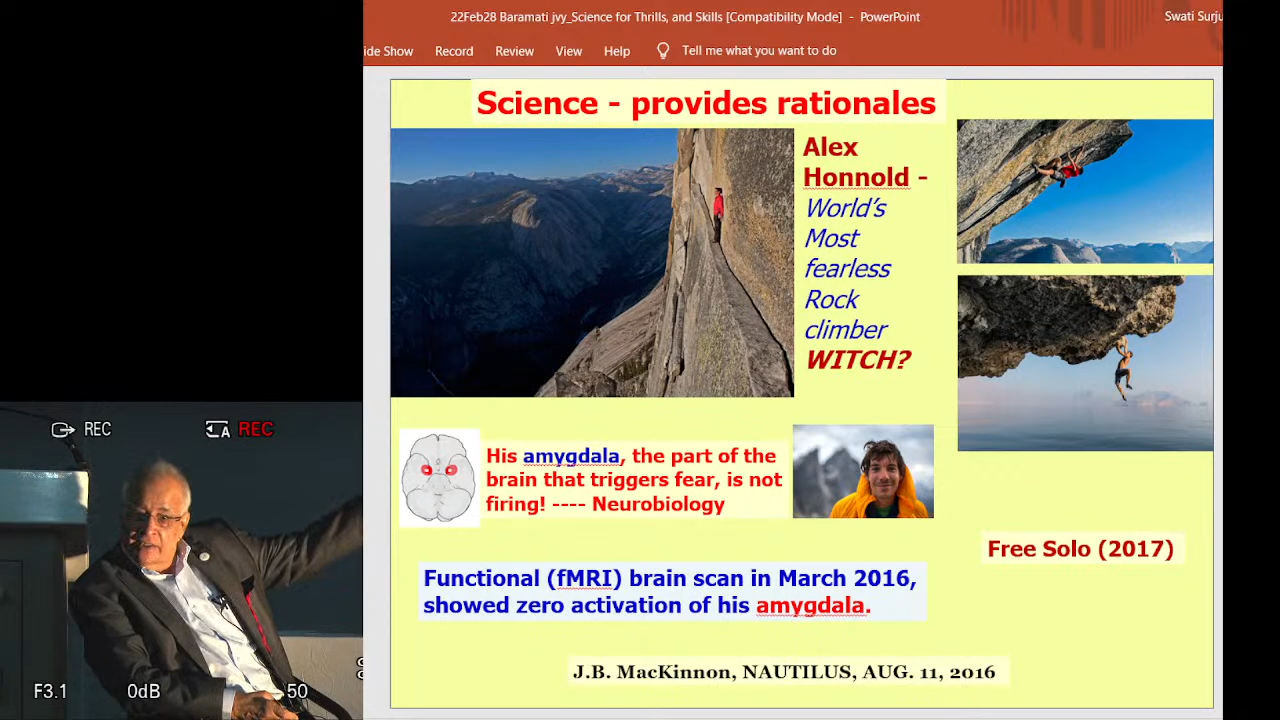 22Feb28 Baramati jvy_Science for Thrills, and Skills [Compatibility Mode] - PowerPoint
Swati Surju
ide Show Record Review View Help Tell me what you want to do
Science - provides rationales
Alex
Honnold -
World's
Most
fearless
Rock
climber
WITCH?
His amygdala, the part of the
brain that triggers fear, is not
firing! ---- Neurobiology
Free Solo (2017)
Functional (fMRI) brain scan in March 2016,
showed zero activation of his amygdala.
J.B. MacKinnon, NAUTILUS, AUG. 11, 2016
REC
A REC
F3.1 0dB 50